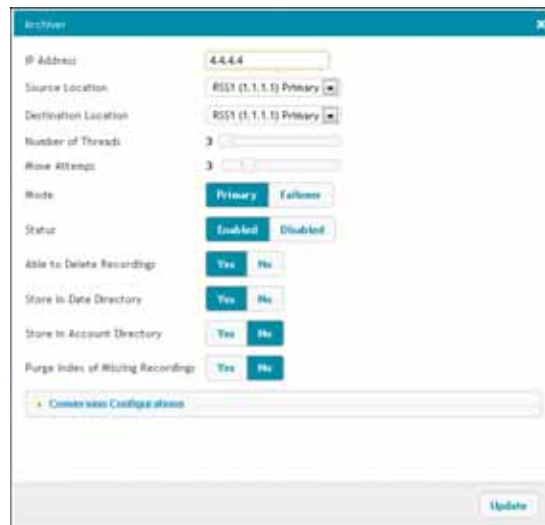 Archiver
IP Address 4.4.4.4
Source Location RSS1 (1.1.1.1) Primary
Destination Location RSS1 (1.1.1.1) Primary
Number of Threads 3
Move Attempt 3
Mode Primary Failover
Status Enabled Disabled
Able to Delete Recordings Yes No
Store in Date Directory Yes No
Store in Account Directory Yes No
Purge Index of Missing Recordings Yes No
Conversion Configurations
Update